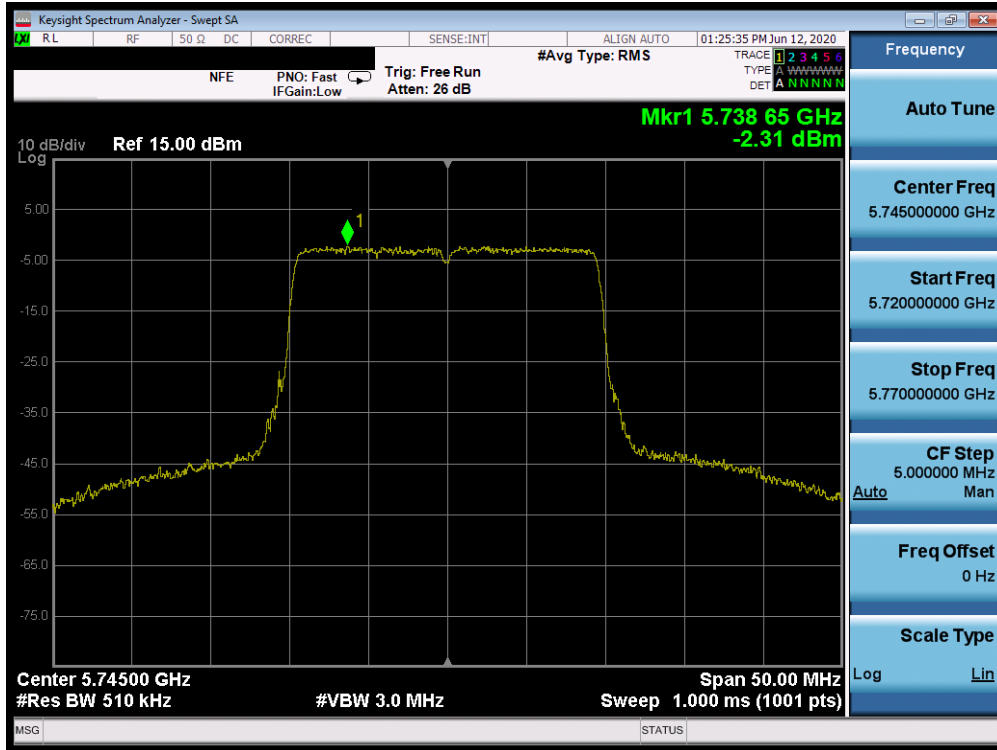 Keysight Spectrum Analyzer - Swept SA
LXI RL RF 50 Ω DC CORREC SENSE:INT ALIGN AUTO 01:25:35 PM Jun 12, 2020
#Avg Type: RMS
TRACE 1 2 3 4 5 6
TYPE A WWWWWW
DET A N N N N N
NFE
PNO: Fast
IFGain:Low
Trig: Free Run
Atten: 26 dB
Mkr1 5.738 65 GHz
-2.31 dBm
10 dB/div
Log
Ref 15.00 dBm
1
5.00
-5.00
-15.0
-25.0
-35.0
-45.0
-55.0
-65.0
-75.0
Center 5.74500 GHz
Span 50.00 MHz
#Res BW 510 kHz
#VBW 3.0 MHz
Sweep 1.000 ms (1001 pts)
MSG
STATUS
Frequency
Auto Tune
Center Freq
5.745000000 GHz
Start Freq
5.720000000 GHz
Stop Freq
5.770000000 GHz
CF Step
5.000000 MHz
Auto Man
Freq Offset
0 Hz
Scale Type
Log Lin